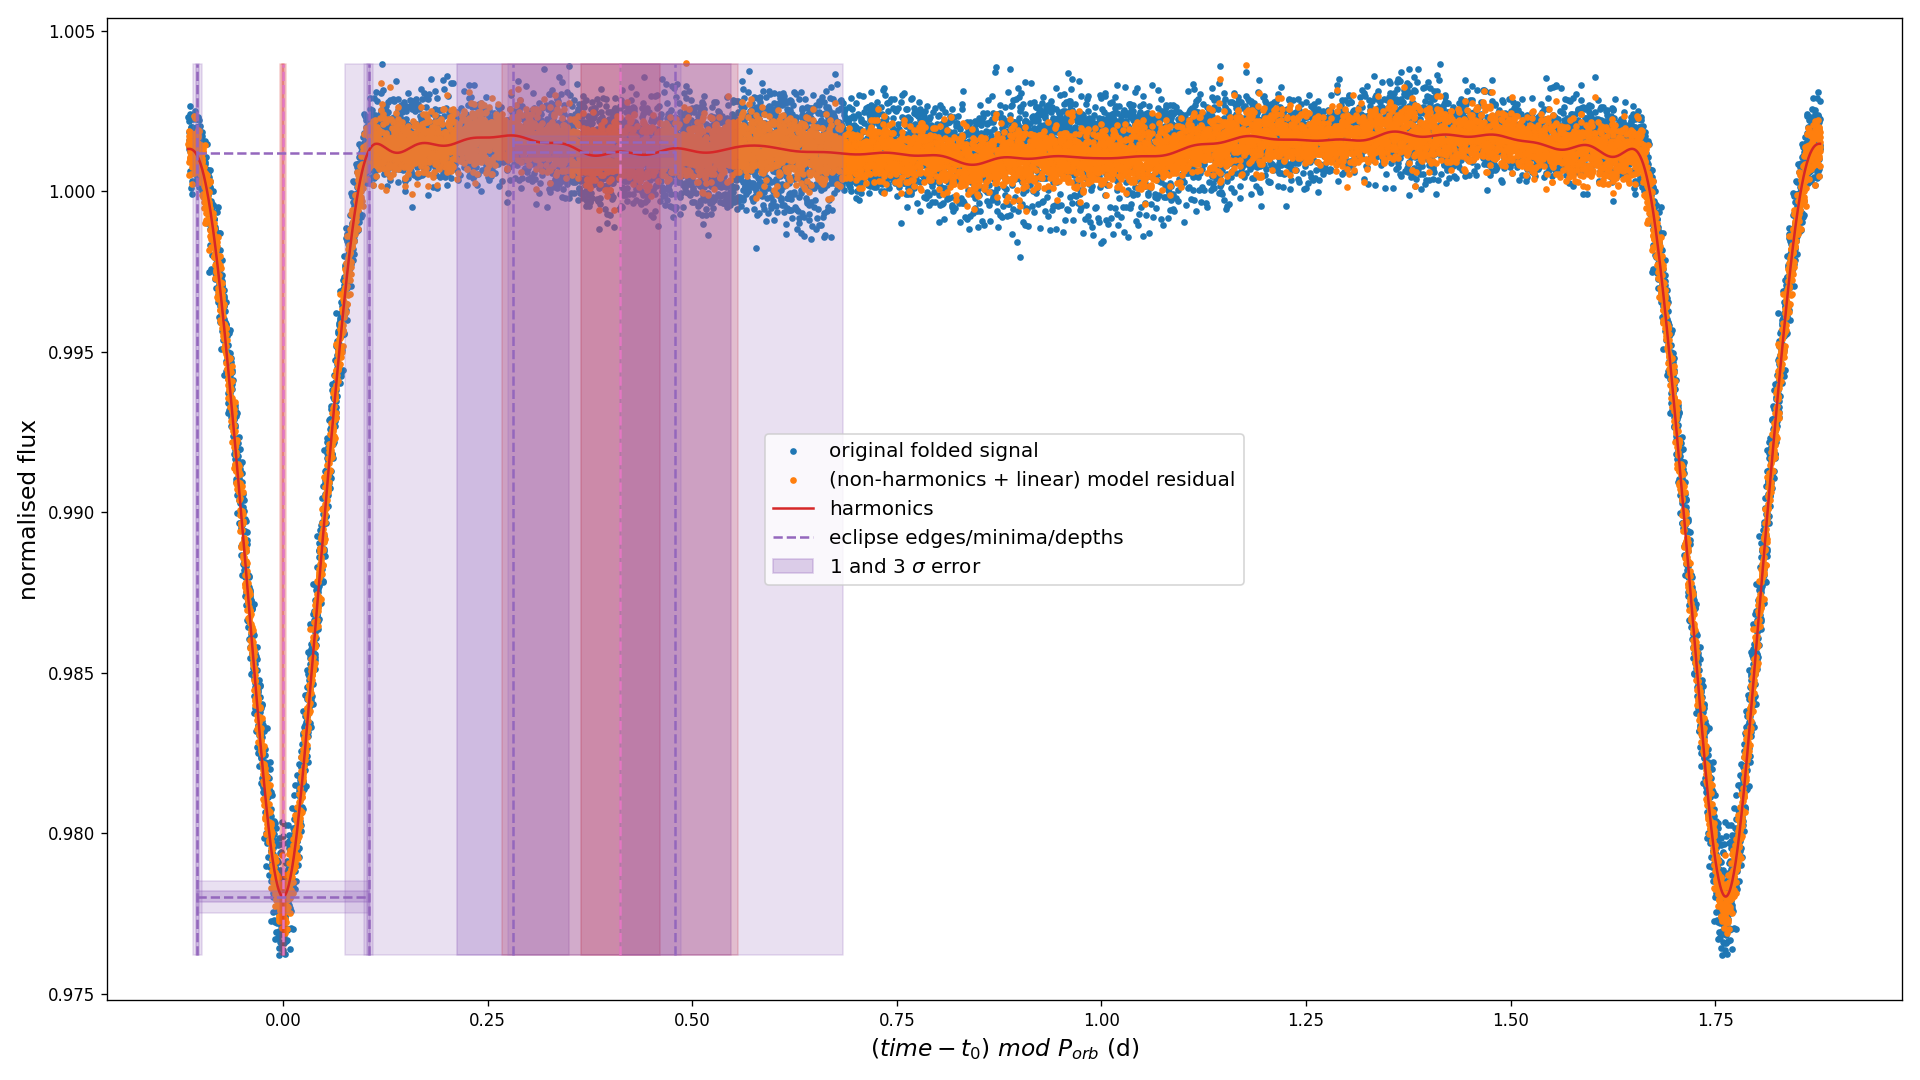 1.005
1.000
0.995
0.990
0.985
0.980
0.975
normalised flux
original folded signal
(non-harmonics + linear) model residual
harmonics
eclipse edges/minima/depths
1 and 3 σ error
0.00 0.25 0.50 0.75 1.00 1.25 1.50 1.75
(time − t₀) mod Pₒᵣb (d)